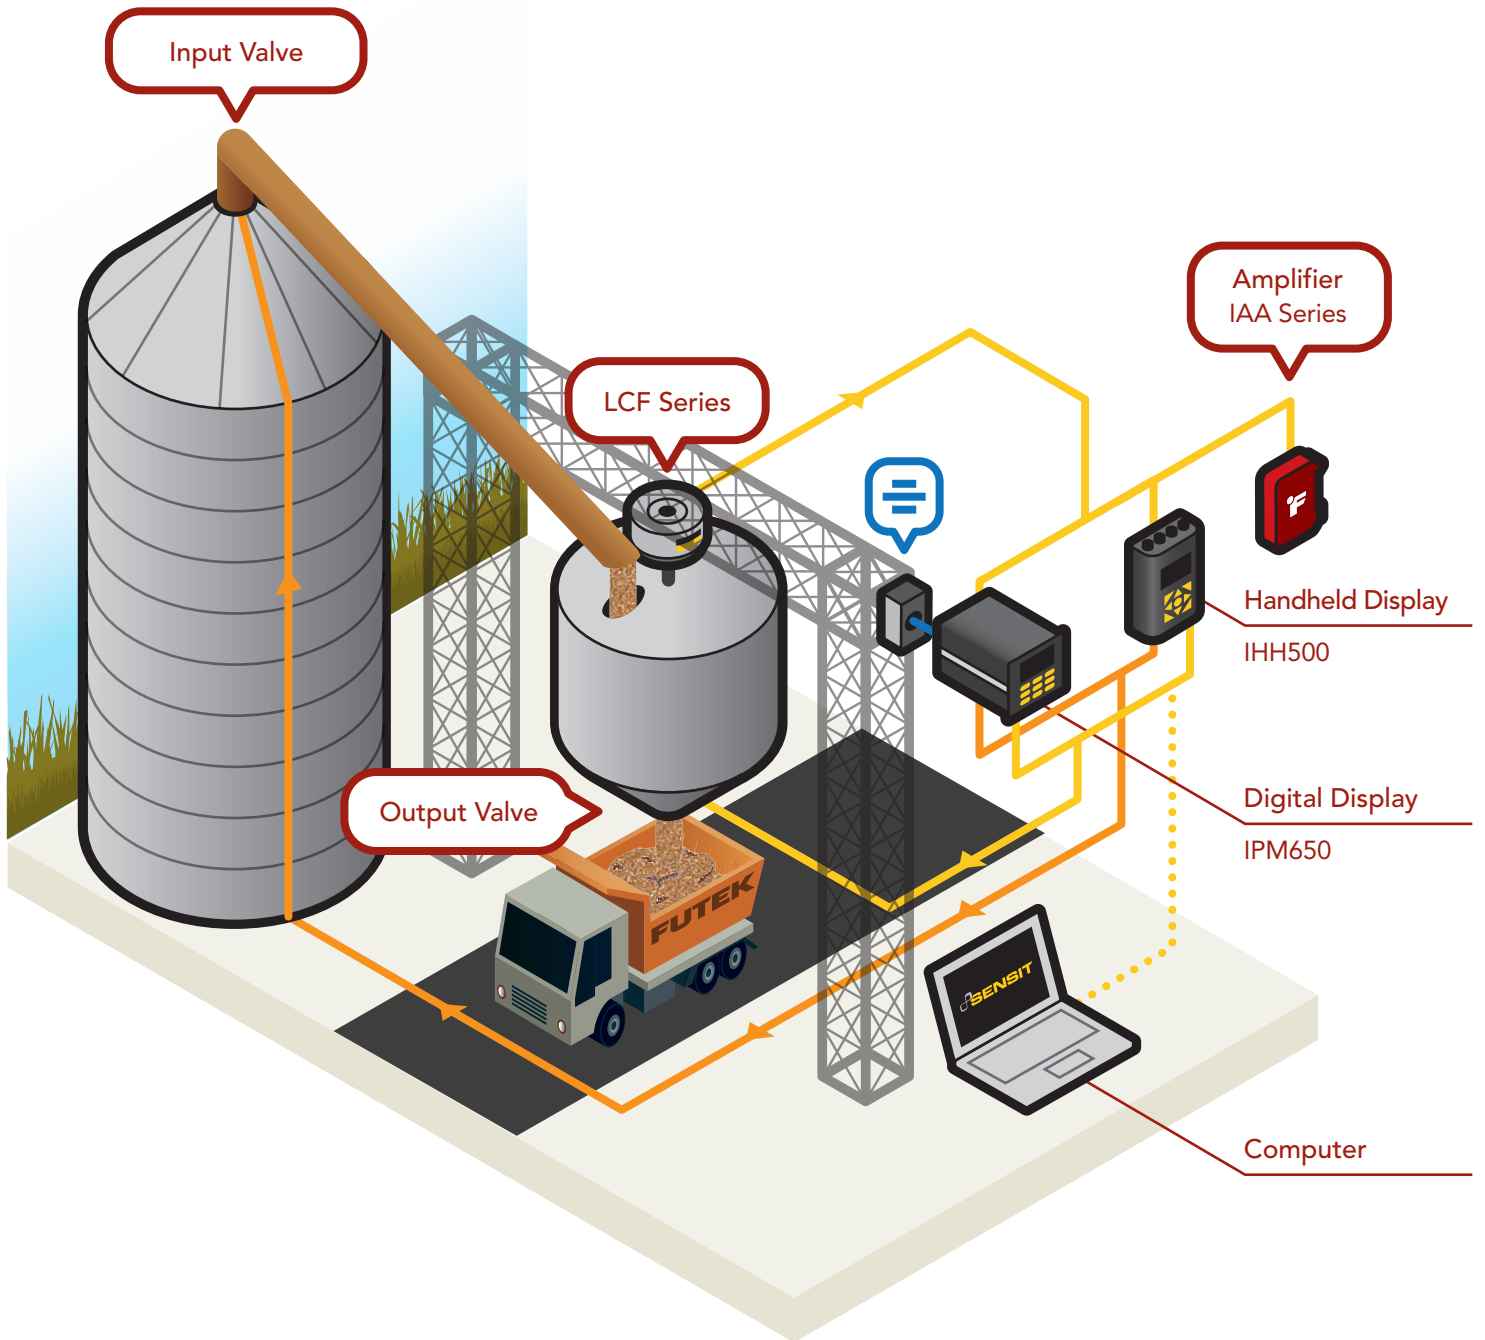 Input Valve
Amplifier
IAA Series
LCF Series
Handheld Display
IHH500
Digital Display
IPM650
Output Valve
FUTEK
SENSIT
Computer